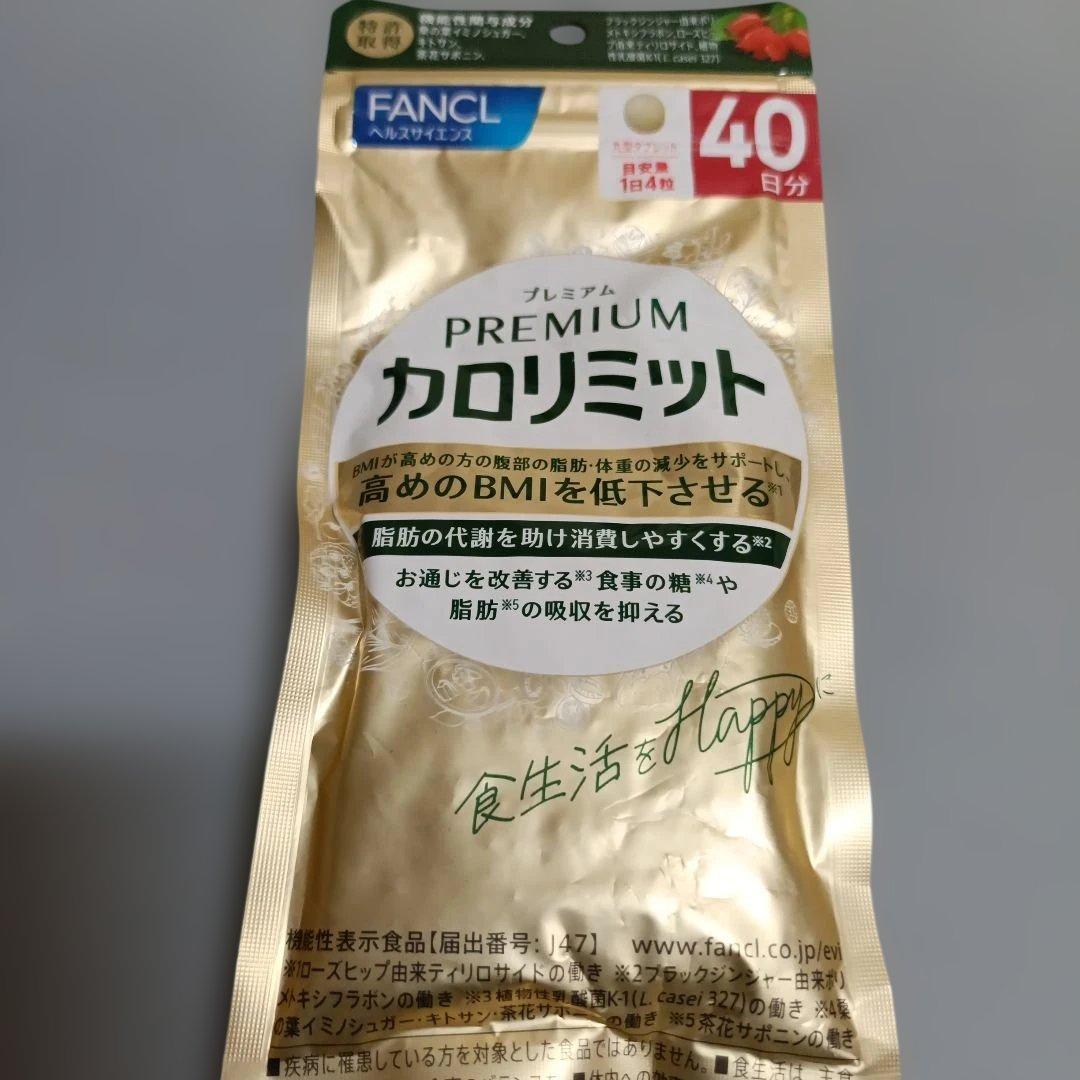 特許
取得
機能性関与成分
桑の葉イミノシュガー、
キトサン、
茶花サポニン、
ブラックジンジャー由来ポリ
メトキシフラボン、ローズヒッ
プ由来ティリロサイド、植物
性乳酸菌K-1(L. casei 327)
FANCL
ヘルスサイエンス
丸型タブレット
目安量
1日4粒
40
日分
プレミアム
PREMIUM
カロリミット
BMIが高めの方の腹部の脂肪・体重の減少をサポートし、
高めのBMIを低下させる※1
脂肪の代謝を助け消費しやすくする※2
お通じを改善する※3食事の糖※4や
脂肪※5の吸収を抑える
食生活をHappyに
機能性表示食品【届出番号: J47】 www.fancl.co.jp/evi
※1ローズヒップ由来ティリロサイドの働き ※2ブラックジンジャー由来ポリ
メトキシフラボンの働き ※3植物性乳酸菌K-1(L. casei 327)の働き ※4桑
の葉イミノシュガー・キトサン・茶花サポニンの働き ※5茶花サポニンの働き
■疾病に罹患している方を対象とした食品ではありません。■食生活は、主食